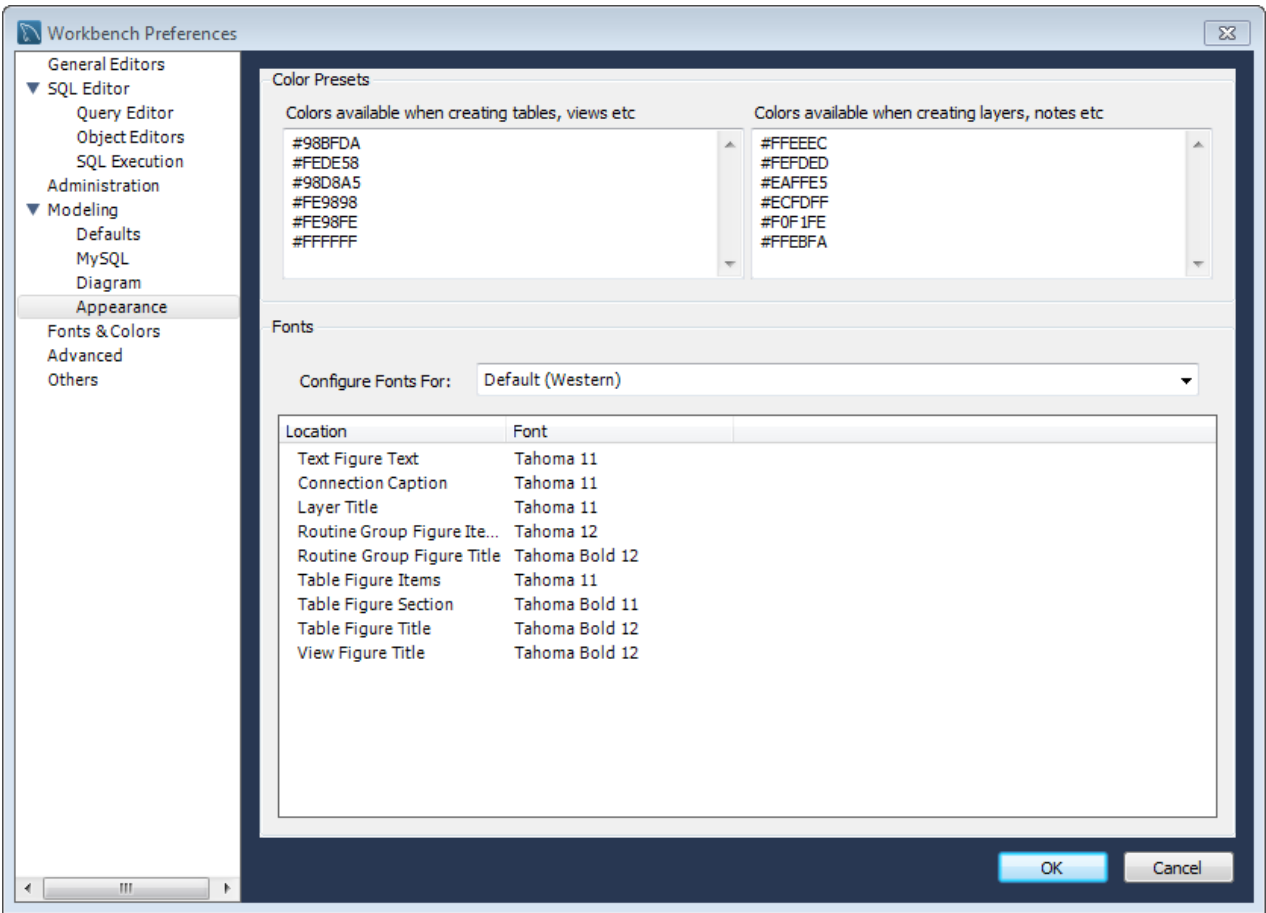 Workbench Preferences
General Editors
SQL Editor
Query Editor
Object Editors
SQL Execution
Administration
Modeling
Defaults
MySQL
Diagram
Appearance
Fonts & Colors
Advanced
Others
Color Presets
Colors available when creating tables, views etc
#98BFDA
#FEDE58
#98D8A5
#FE9898
#FE98FE
#FFFFFF
Colors available when creating layers, notes etc
#FFEEEC
#FEFDED
#EAFFE5
#ECFDFF
#F0F1FE
#FFEBFA
Fonts
Configure Fonts For: Default (Western)
Location Font
Text Figure Text Tahoma 11
Connection Caption Tahoma 11
Layer Title Tahoma 11
Routine Group Figure Ite... Tahoma 12
Routine Group Figure Title Tahoma Bold 12
Table Figure Items Tahoma 11
Table Figure Section Tahoma Bold 11
Table Figure Title Tahoma Bold 12
View Figure Title Tahoma Bold 12
OK Cancel